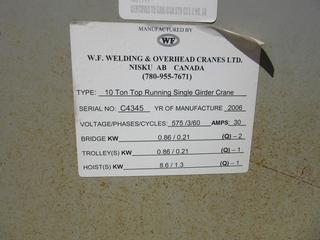 MANUFACTURED BY
WF
W.F. WELDING & OVERHEAD CRANES LTD.
NISKU AB CANADA
(780-955-7671)
TYPE: 10 Ton Top Running Single Girder Crane
SERIAL NO: C4345 YR OF MANUFACTURE 2006
VOLTAGE/PHASES/CYCLES: 575 /3/60 AMPS: 30
BRIDGE KW 0.86 / 0.21 (Q) – 2
TROLLEY(S) KW 0.86 / 0.21 (Q) – 1
HOIST(S) KW 8.6 / 1.3 (Q) – 1